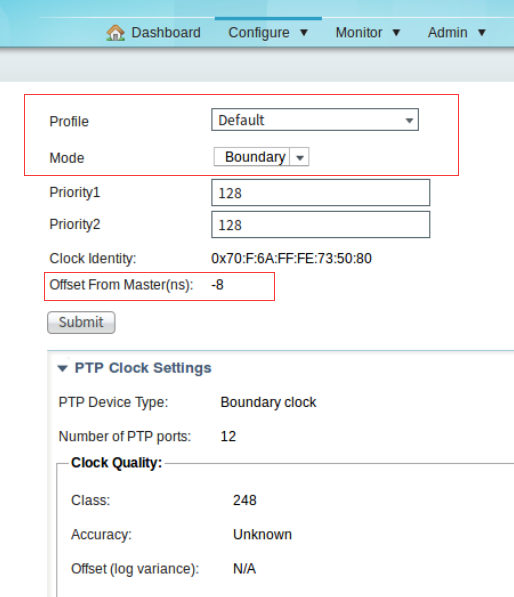 Dashboard Configure ▼ Monitor ▼ Admin ▼
Profile Default
Mode Boundary
Priority1 128
Priority2 128
Clock Identity: 0x70:F:6A:FF:FE:73:50:80
Offset From Master(ns): -8
Submit
PTP Clock Settings
PTP Device Type: Boundary clock
Number of PTP ports: 12
Clock Quality:
Class: 248
Accuracy: Unknown
Offset (log variance): N/A